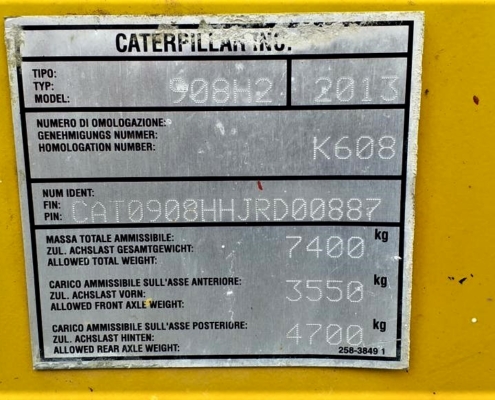 CATERPILLAR INC.
TIPO:
TYP:
MODEL:
908H2
2013
NUMERO DI OMOLOGAZIONE:
GENEHMIGUNGS NUMMER:
HOMOLOGATION NUMBER:
K608
NUM IDENT:
FIN:
PIN:
CAT0908HHJRD00887
MASSA TOTALE AMMISSIBILE:
ZUL. ACHSLAST GESAMTGEWICHT:
ALLOWED TOTAL WEIGHT:
7400 kg
CARICO AMMISSIBILE SULL'ASSE ANTERIORE:
ZUL. ACHSLAST VORN:
ALLOWED FRONT AXLE WEIGHT:
3550 kg
CARICO AMMISSIBILE SULL'ASSE POSTERIORE:
ZUL. ACHSLAST HINTEN:
ALLOWED REAR AXLE WEIGHT:
4700 kg
258-3849 1